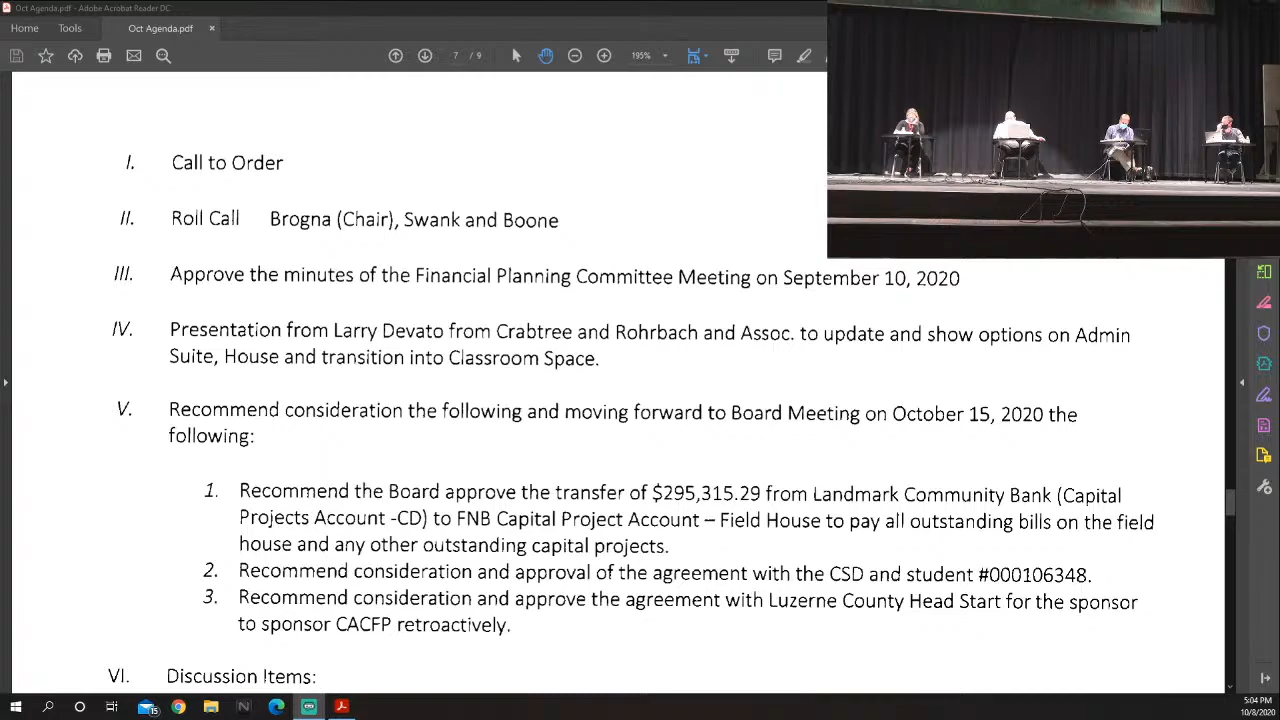 Oct Agenda.pdf - Adobe Acrobat Reader DC
Home Tools Oct Agenda.pdf ×
7 / 9 195%
I. Call to Order
II. Roll Call Brogna (Chair), Swank and Boone
III. Approve the minutes of the Financial Planning Committee Meeting on September 10, 2020
IV. Presentation from Larry Devato from Crabtree and Rohrbach and Assoc. to update and show options on Admin
Suite, House and transition into Classroom Space.
V. Recommend consideration the following and moving forward to Board Meeting on October 15, 2020 the
following:
1. Recommend the Board approve the transfer of $295,315.29 from Landmark Community Bank (Capital
Projects Account -CD) to FNB Capital Project Account – Field House to pay all outstanding bills on the field
house and any other outstanding capital projects.
2. Recommend consideration and approval of the agreement with the CSD and student #000106348.
3. Recommend consideration and approve the agreement with Luzerne County Head Start for the sponsor
to sponsor CACFP retroactively.
VI. Discussion Items:
15
5:04 PM
10/8/2020